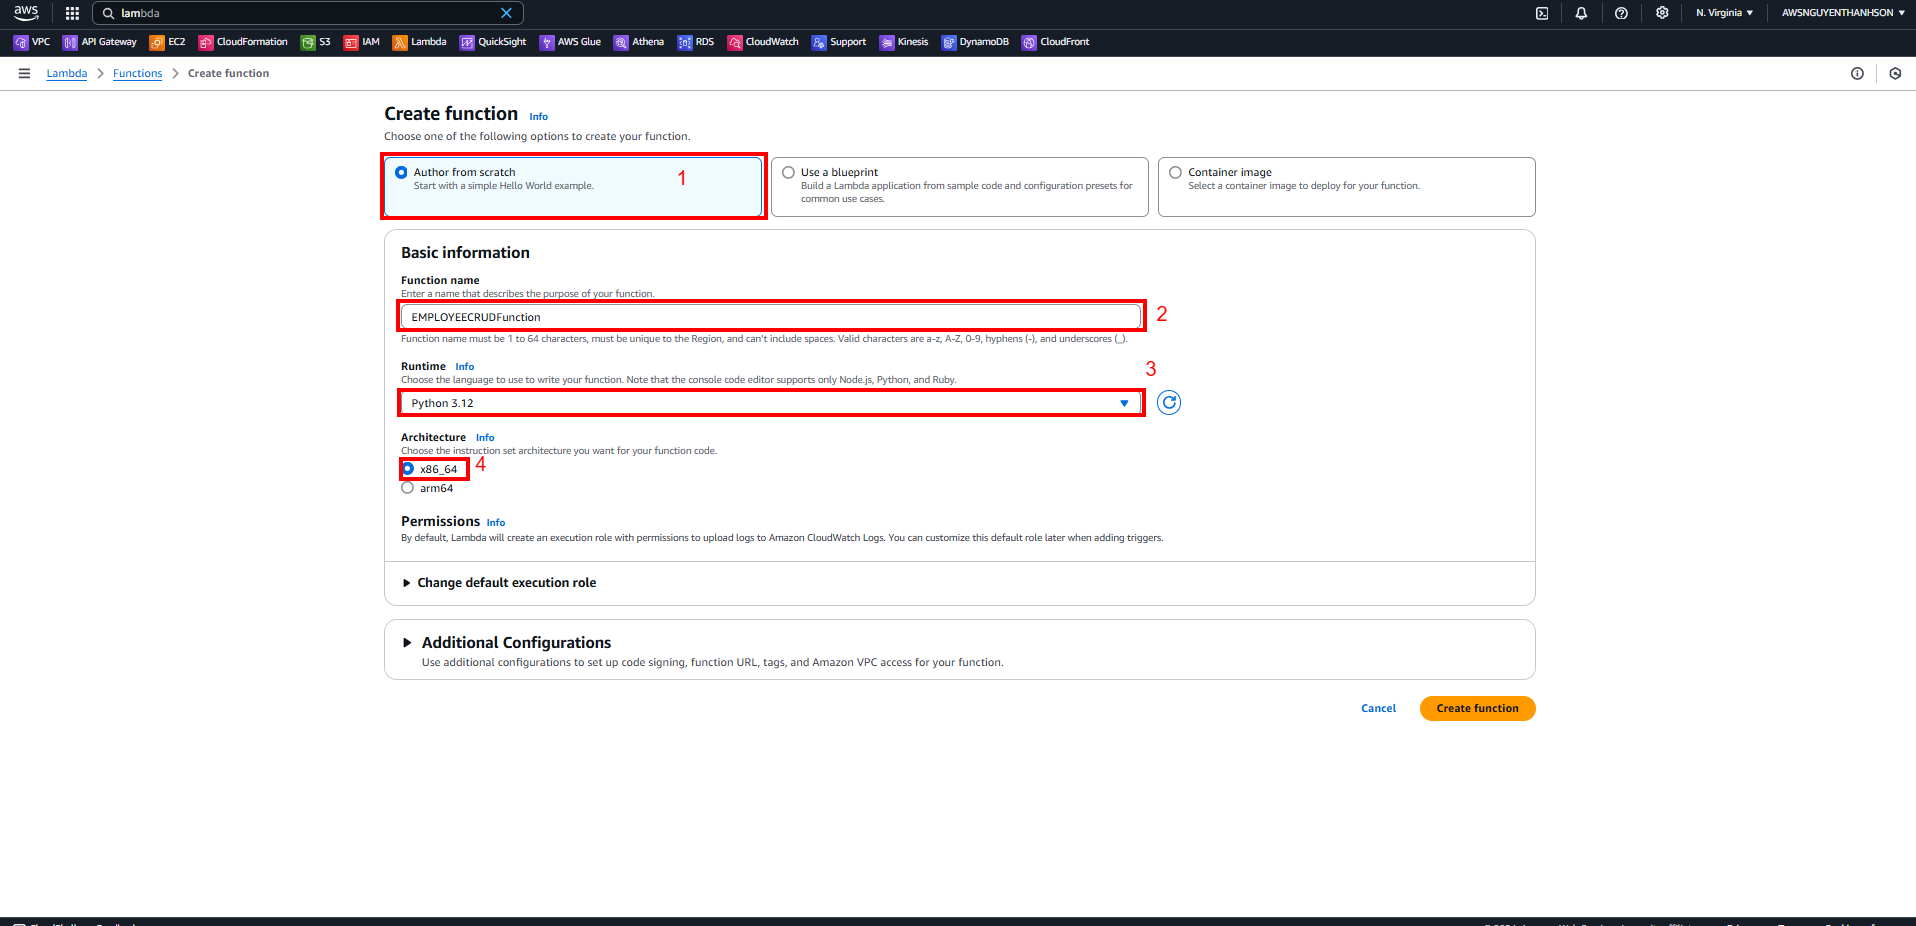 aws lambda N. Virginia AWSNGUYENTHANHSON
VPC API Gateway EC2 CloudFormation S3 IAM Lambda QuickSight AWS Glue Athena RDS CloudWatch Support Kinesis DynamoDB CloudFront
Lambda Functions Create function
Create function Info
Choose one of the following options to create your function.
Author from scratch
Start with a simple Hello World example.
1
Use a blueprint
Build a Lambda application from sample code and configuration presets for
common use cases.
Container image
Select a container image to deploy for your function.
Basic information
Function name
Enter a name that describes the purpose of your function.
EMPLOYEECRUDFunction 2
Function name must be 1 to 64 characters, must be unique to the Region, and can't include spaces. Valid characters are a-z, A-Z, 0-9, hyphens (-), and underscores (_).
Runtime Info
Choose the language to use to write your function. Note that the console code editor supports only Node.js, Python, and Ruby.
3
Python 3.12
Architecture Info
Choose the instruction set architecture you want for your function code.
x86_64 4
arm64
Permissions Info
By default, Lambda will create an execution role with permissions to upload logs to Amazon CloudWatch Logs. You can customize this default role later when adding triggers.
Change default execution role
Additional Configurations
Use additional configurations to set up code signing, function URL, tags, and Amazon VPC access for your function.
Cancel Create function